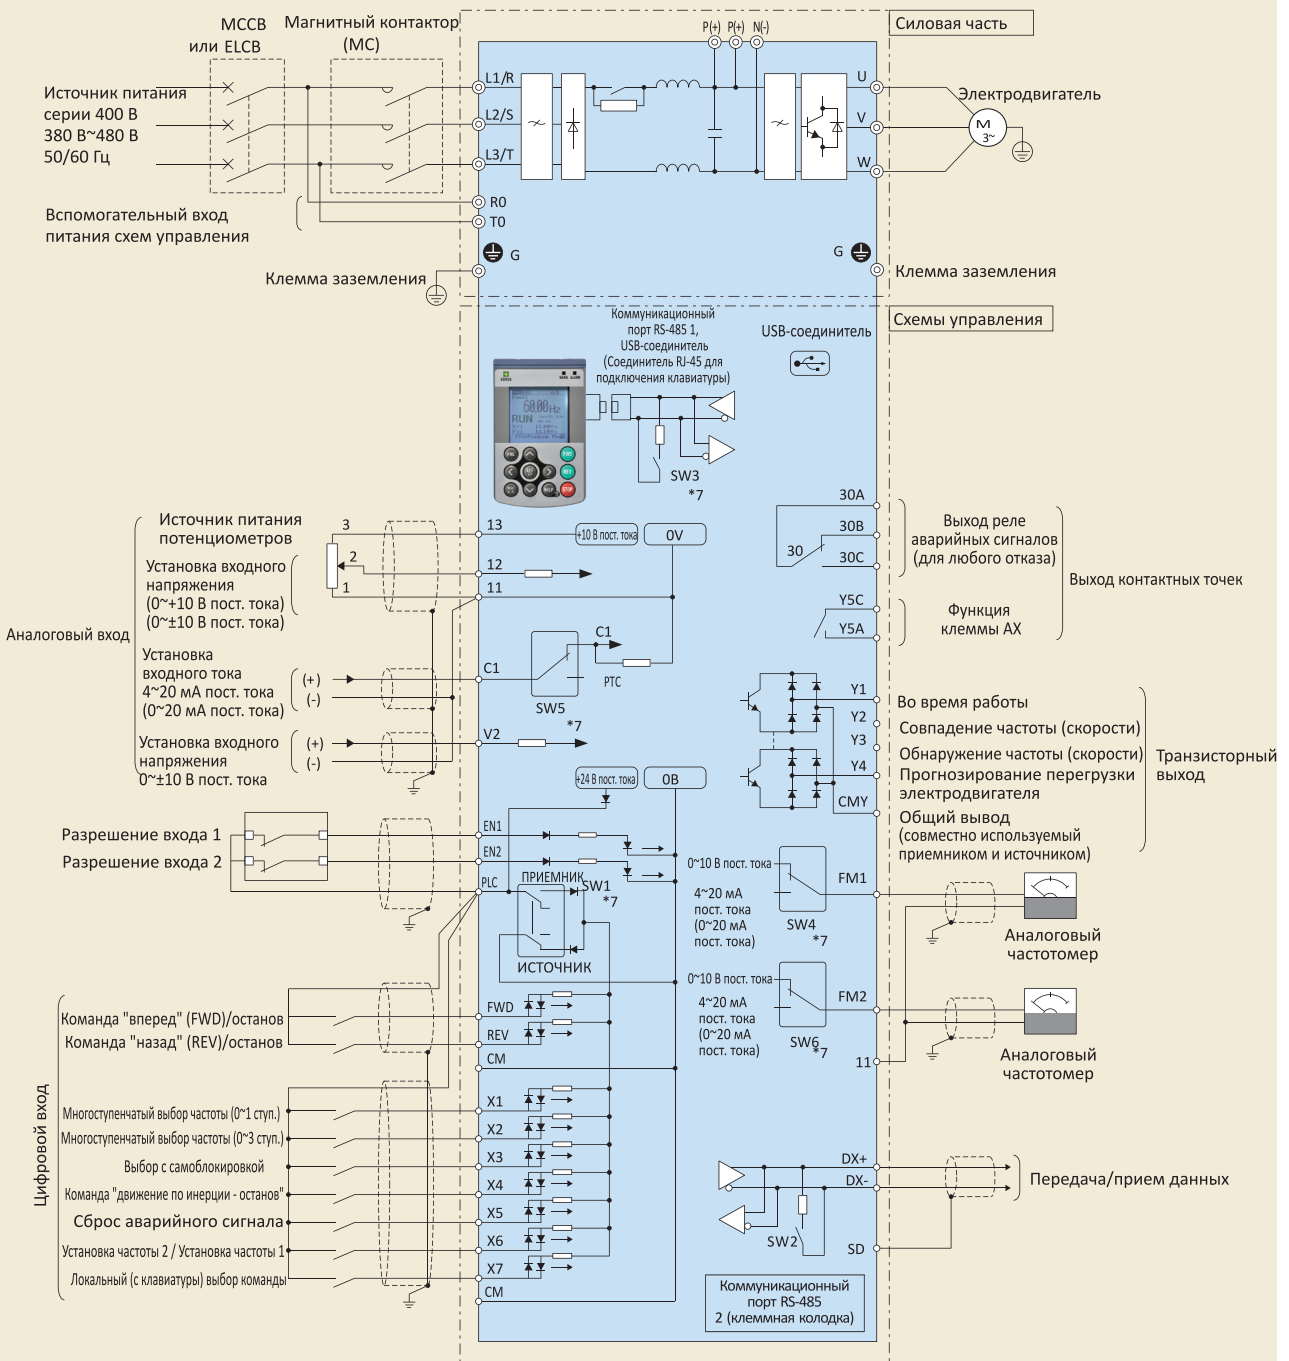 MCCB
или ELCB
Магнитный контактор
(MC)
P(+)
P(+)
N(-)
Силовая часть
Источник питания
серии 400 В
380 В~480 В
50/60 Гц
L1/R
L2/S
L3/T
U
V
W
Электродвигатель
M
3~
R0
T0
Вспомогательный вход
питания схем управления
G
G
Клемма заземления
Клемма заземления
Схемы управления
Коммуникационный
порт RS-485 1,
USB-соединитель
(Соединитель RJ-45 для
подключения клавиатуры)
USB-соединитель
60.00Hz
RUN
STOP
SW3
*7
30A
30B
30
30C
Выход реле
аварийных сигналов
(для любого отказа)
Выход контактных точек
Y5C
Y5A
Функция
клеммы AX
Аналоговый вход
Источник питания
потенциометров
3
2
1
13
12
11
+10 В пост. тока
0V
Установка входного
напряжения
(0~+10 В пост. тока)
(0~±10 В пост. тока)
Установка
входного тока
4~20 мА пост. тока
(0~20 мА пост. тока)
(+)
(-)
C1
C1
PTC
SW5
*7
Установка входного
напряжения
0~±10 В пост. тока
(+)
(-)
V2
+24 В пост. тока
0В
Y1
Y2
Y3
Y4
CMY
Во время работы
Совпадение частоты (скорости)
Обнаружение частоты (скорости)
Прогнозирование перегрузки
электродвигателя
Общий вывод
(совместно используемый
приемником и источником)
Транзисторный
выход
Разрешение входа 1
Разрешение входа 2
EN1
EN2
PLC
ПРИЕМНИК
SW1
*7
ИСТОЧНИК
0~10 В пост. тока
4~20 мА
пост. тока
(0~20 мА
пост. тока)
SW4
*7
FM1
Аналоговый
частотомер
0~10 В пост. тока
4~20 мА
пост. тока
(0~20 мА
пост. тока)
SW6
*7
FM2
11
Аналоговый
частотомер
Цифровой вход
Команда "вперед" (FWD)/останов
Команда "назад" (REV)/останов
FWD
REV
CM
Многоступенчатый выбор частоты (0~1 ступ.)
Многоступенчатый выбор частоты (0~3 ступ.)
Выбор с самоблокировкой
Команда "движение по инерции - останов"
Сброс аварийного сигнала
Установка частоты 2 / Установка частоты 1
Локальный (с клавиатуры) выбор команды
X1
X2
X3
X4
X5
X6
X7
CM
DX+
DX-
SD
SW2
Передача/прием данных
Коммуникационный
порт RS-485
2 (клеммная колодка)